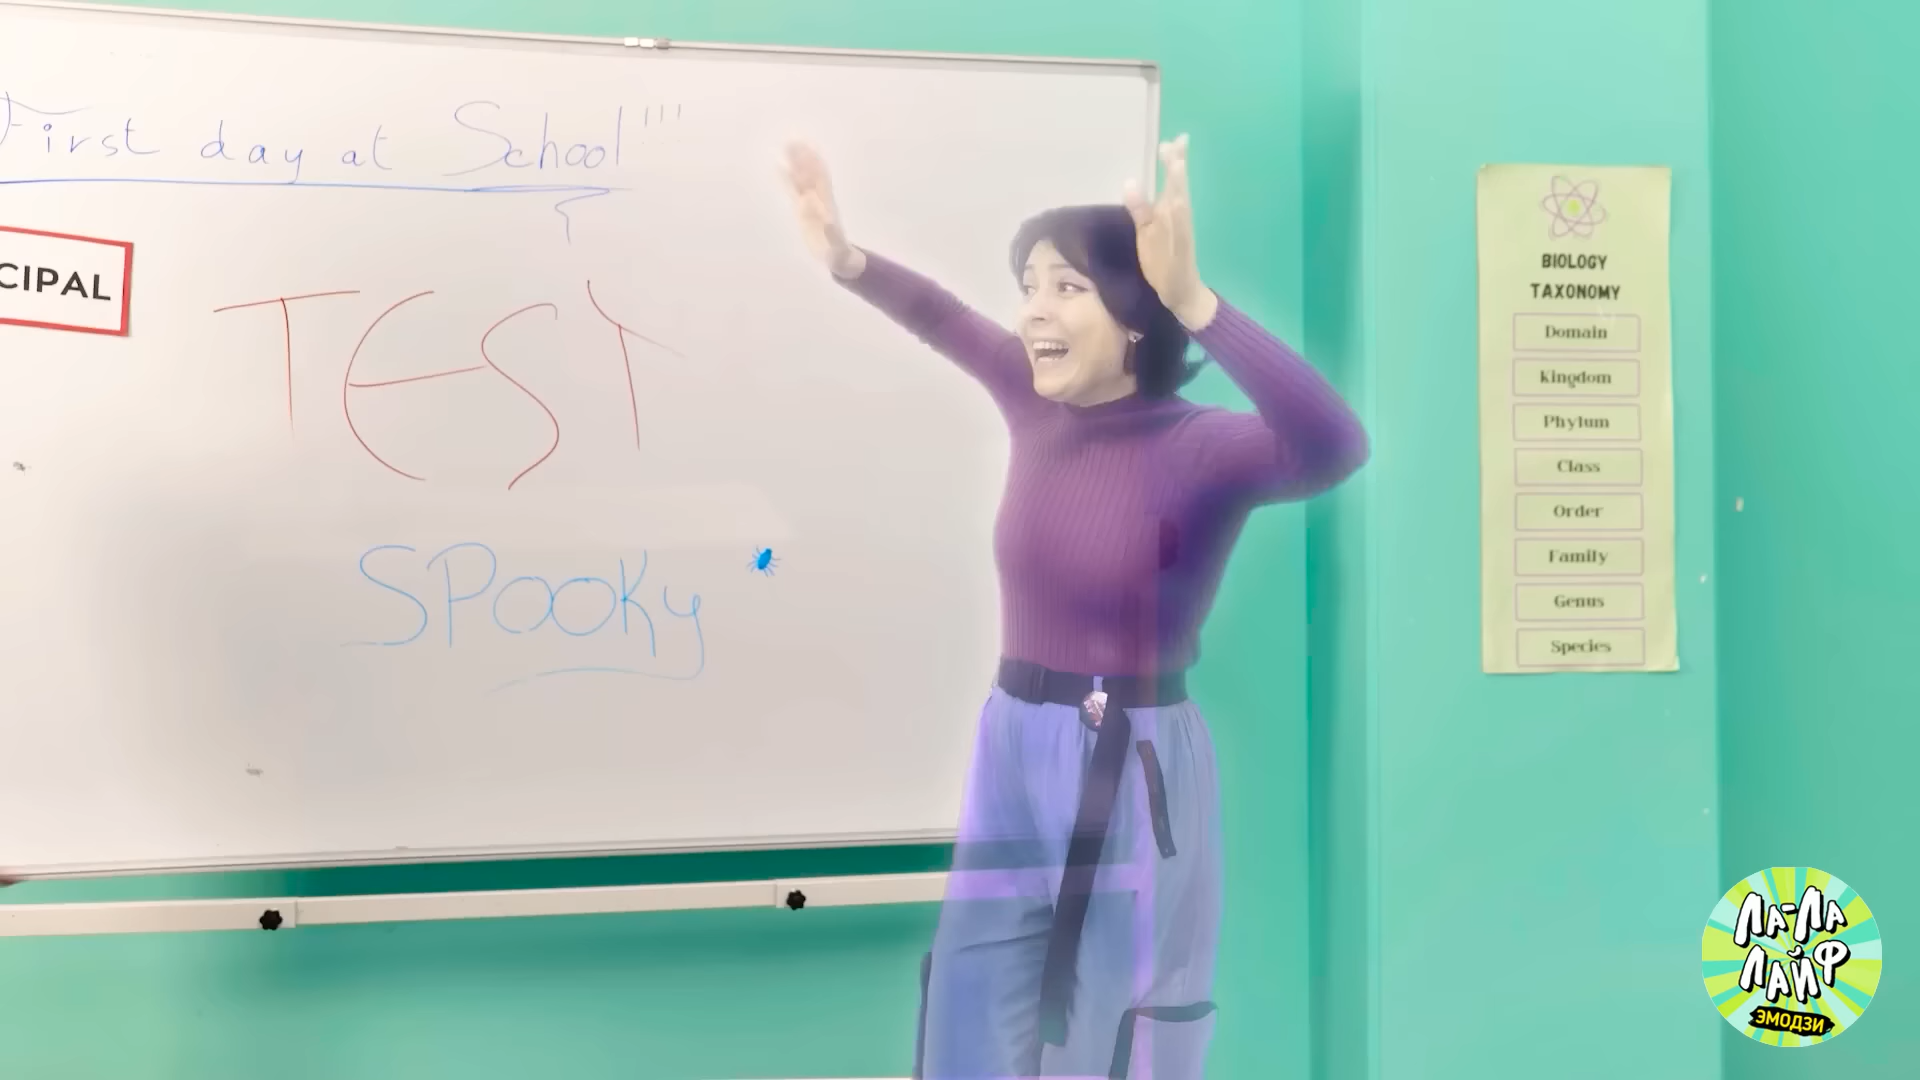 First day at School!!!
CIPAL
TEST
SPOOKY
BIOLOGY
TAXONOMY
Domain
Kingdom
Phylum
Class
Order
Family
Genus
Species
ЛА-ЛА
ЛАЙФ
ЭМОДЗИ